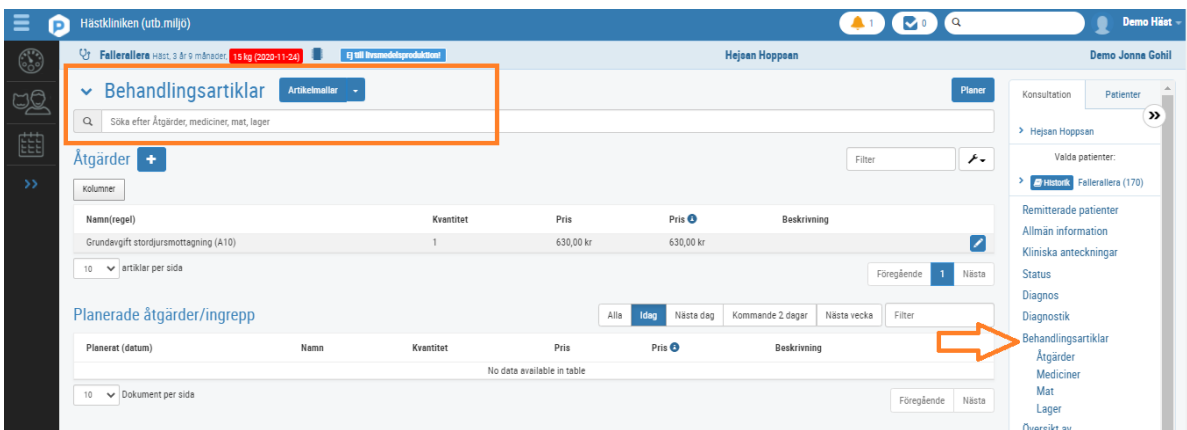 Hästkliniken (utb.miljö) 1 0 Demo Häst
Fallerallera Häst, 3 år 9 månader, 15 kg (2020-11-24) Ej till livsmedelsproduktion! Hejsan Hoppsan Demo Jonna Gohil
Behandlingsartiklar Artikelmallar Planer
Söka efter Åtgärder, mediciner, mat, lager
Åtgärder + Filter
Kolumner
Namn(regel) Kvantitet Pris Pris Beskrivning
Grundavgift stordjursmottagning (A10) 1 630,00 kr 630,00 kr
10 artiklar per sida Föregående 1 Nästa
Planerade åtgärder/ingrepp Alla Idag Nästa dag Kommande 2 dagar Nästa vecka Filter
Planerat (datum) Namn Kvantitet Pris Pris Beskrivning
No data available in table
10 Dokument per sida Föregående Nästa
Konsultation Patienter
Hejsan Hoppsan
Valda patienter:
Historik Fallerallera (170)
Remitterade patienter
Allmän information
Kliniska anteckningar
Status
Diagnos
Diagnostik
Behandlingsartiklar
Åtgärder
Mediciner
Mat
Lager
Översikt av